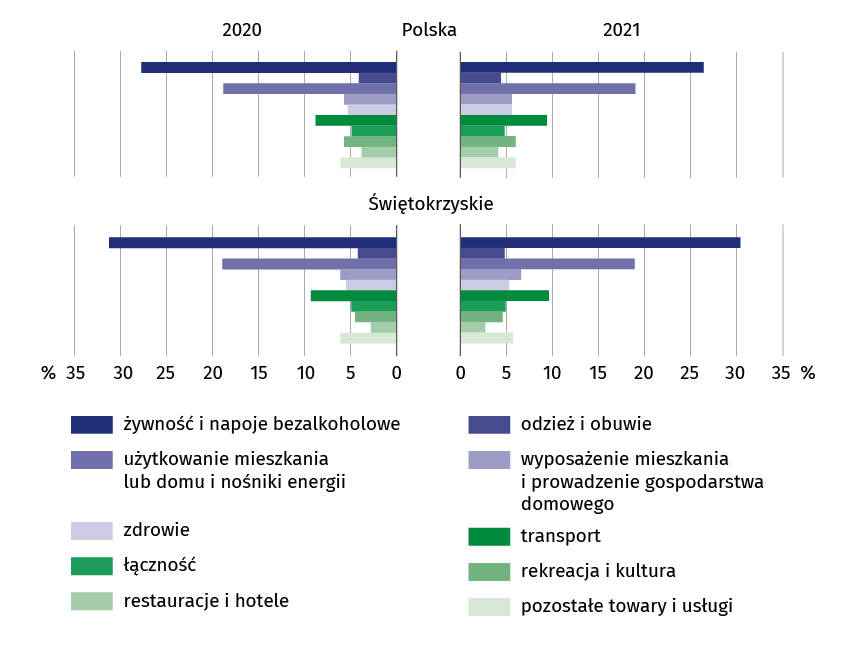 2020 Polska 2021
Świętokrzyskie
% 35 30 25 20 15 10 5 0 0 5 10 15 20 25 30 35 %
żywność i napoje bezalkoholowe
odzież i obuwie
użytkowanie mieszkania
lub domu i nośniki energii
wyposażenie mieszkania
i prowadzenie gospodarstwa
domowego
zdrowie
transport
łączność
rekreacja i kultura
restauracje i hotele
pozostałe towary i usługi